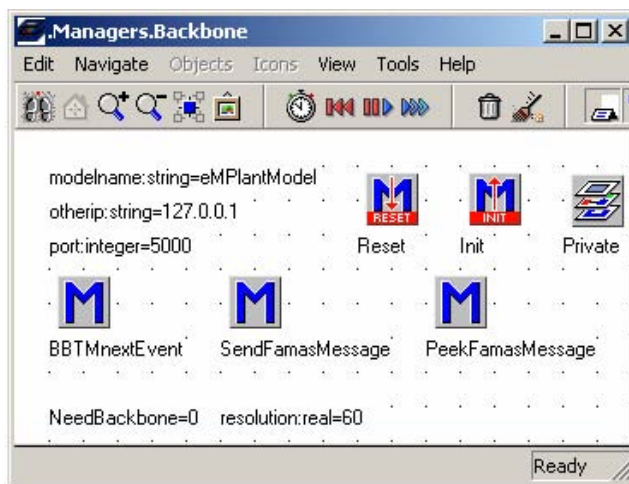 .Managers.Backbone
Edit Navigate Objects Icons View Tools Help
modelname:string=eMPlantModel
otherip:string=127.0.0.1
port:integer=5000
M RESET
M INIT
Reset Init Private
M M M
BBTMnextEvent SendFamasMessage PeekFamasMessage
NeedBackbone=0 resolution:real=60
Ready